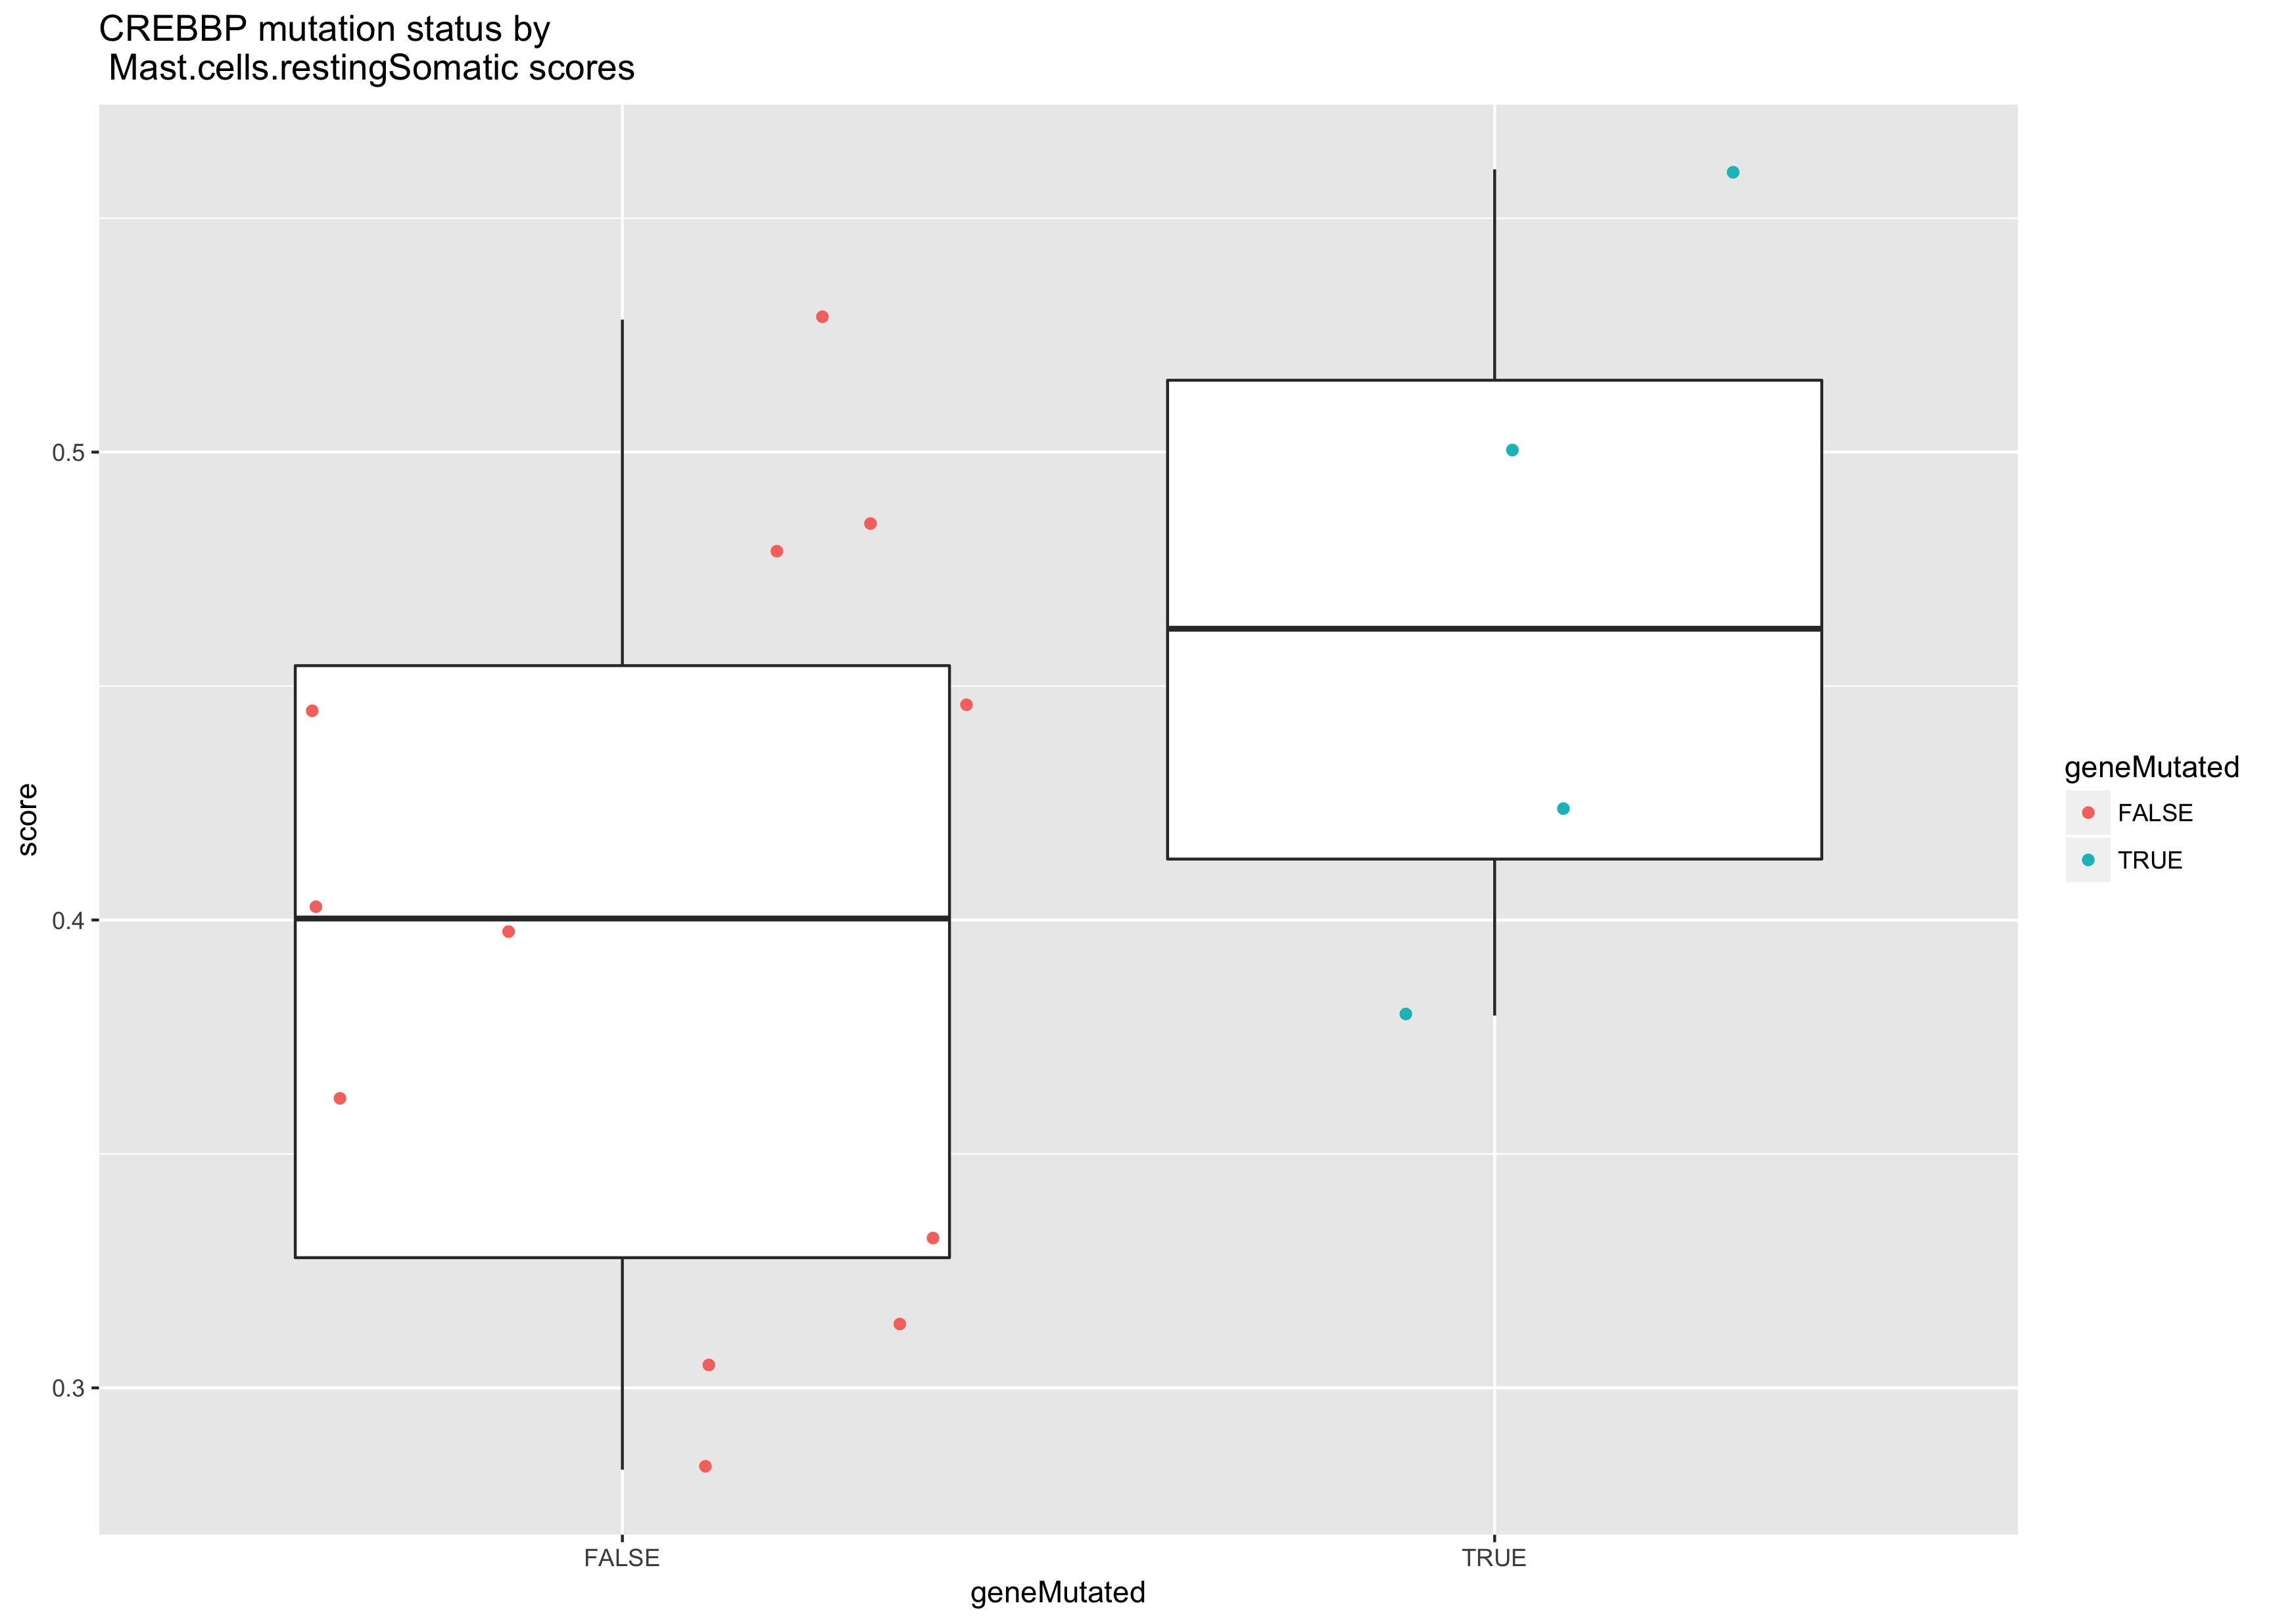 CREBBP mutation status by
Mast.cells.restingSomatic scores
score
0.5
0.4
0.3
FALSE
TRUE
geneMutated
geneMutated
FALSE
TRUE